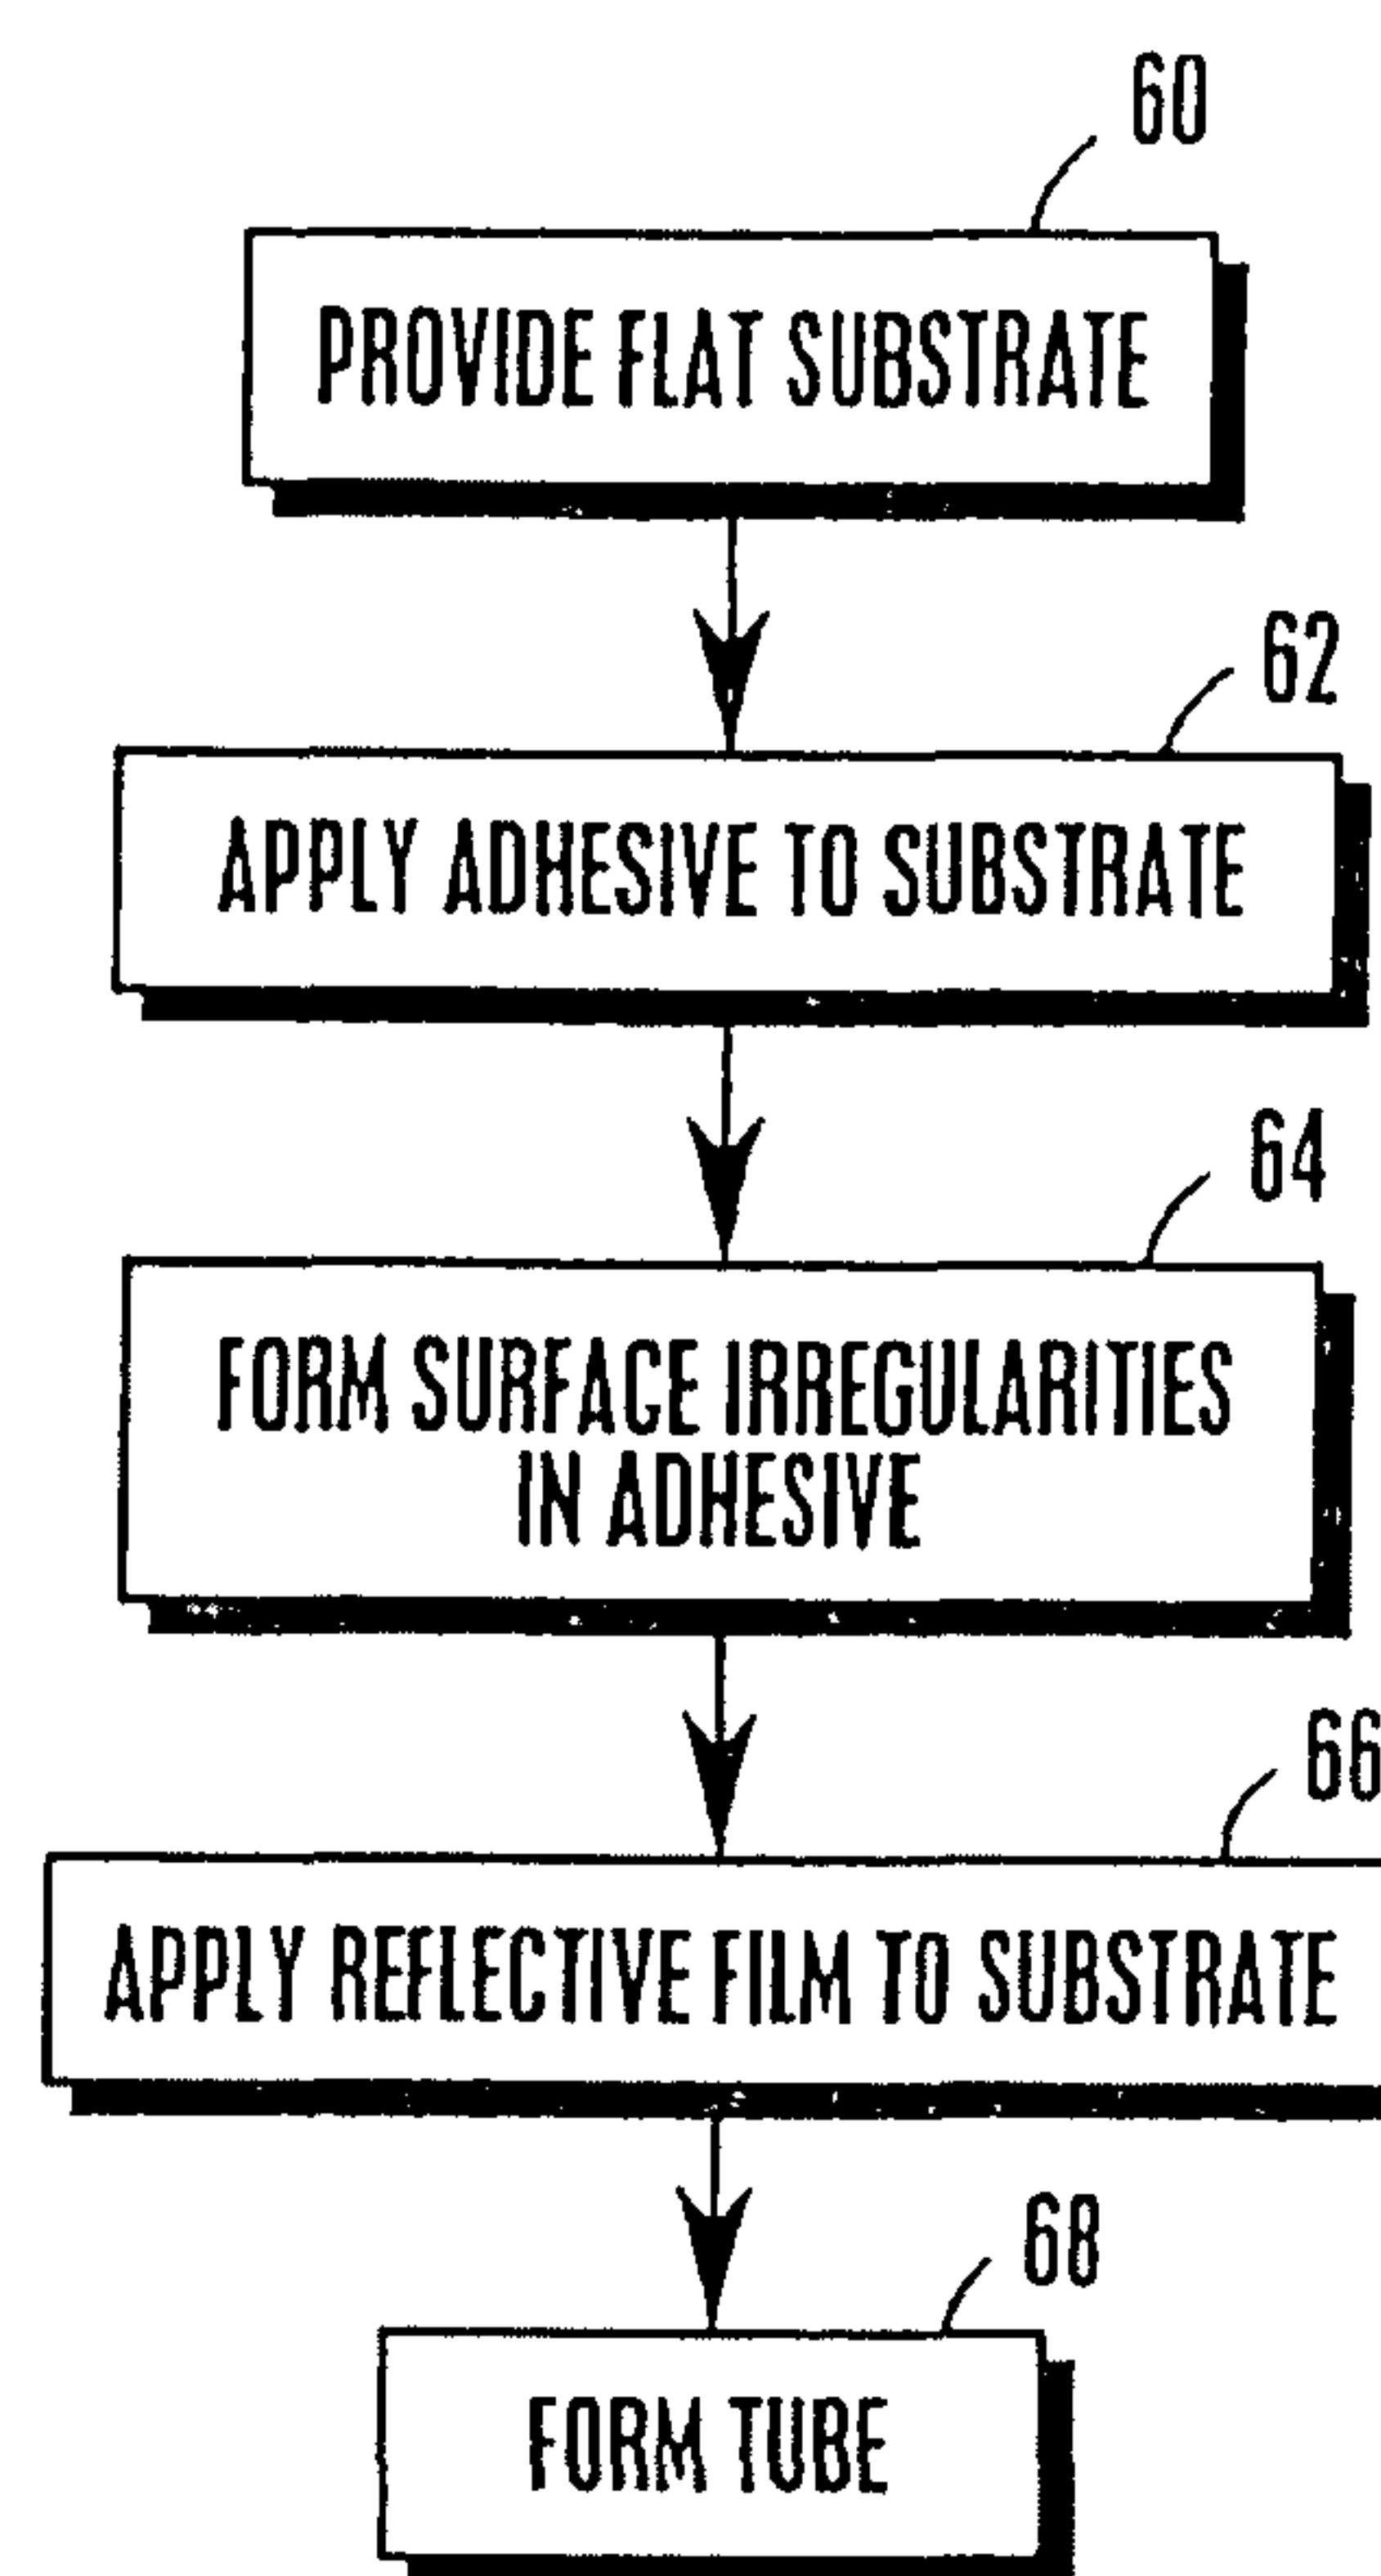 60
PROVIDE FLAT SUBSTRATE
62
APPLY ADHESIVE TO SUBSTRATE
64
FORM SURFACE IRREGULARITIES
IN ADHESIVE
66
APPLY REFLECTIVE FILM TO SUBSTRATE
68
FORM TUBE